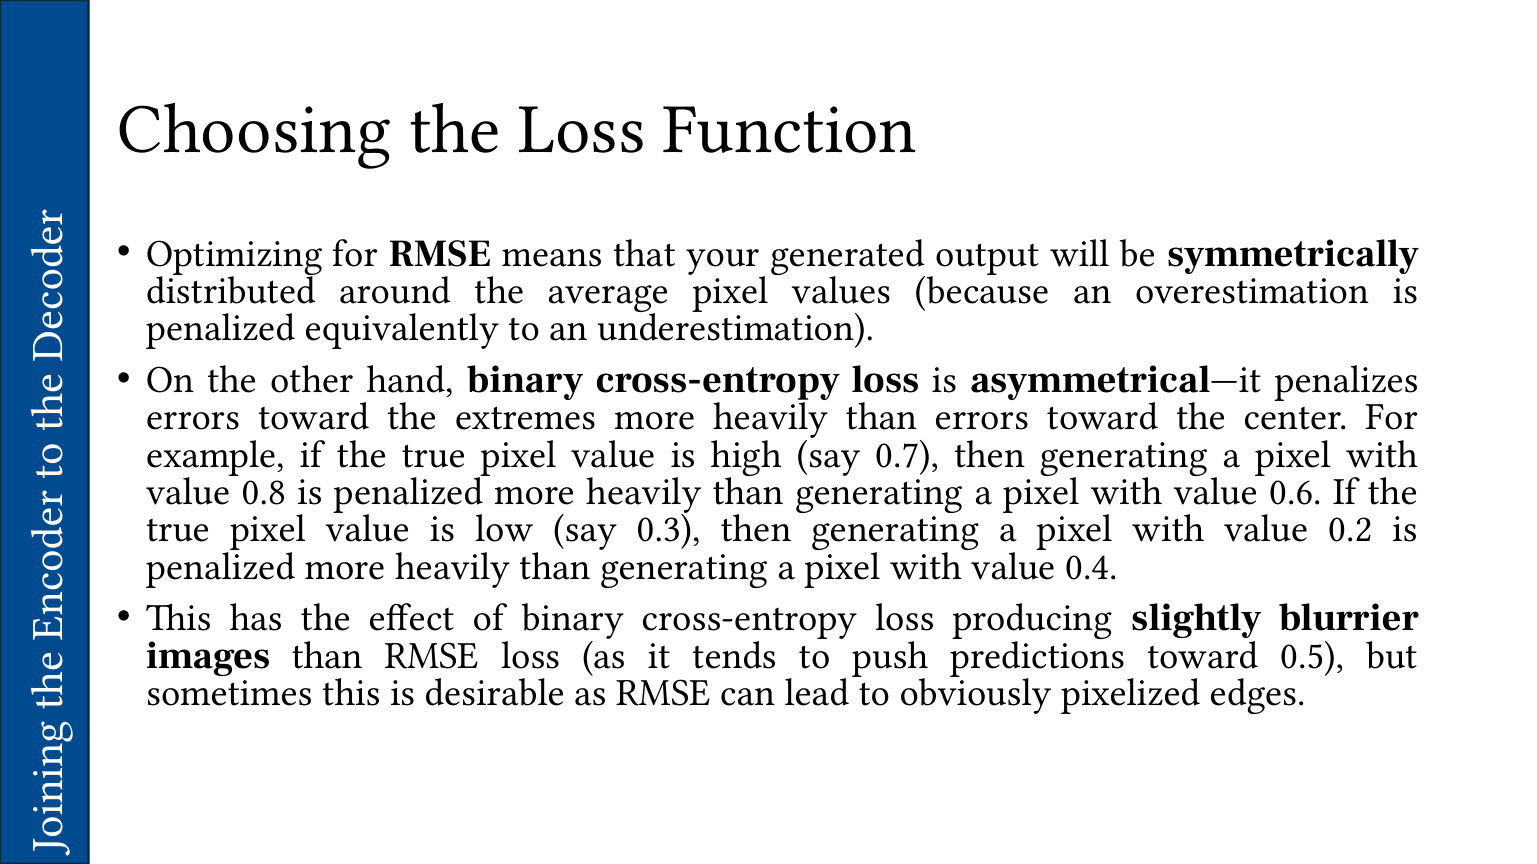 Joining the Encoder to the Decoder
Choosing the Loss Function
• Optimizing for RMSE means that your generated output will be symmetrically
distributed around the average pixel values (because an overestimation is
penalized equivalently to an underestimation).
• On the other hand, binary cross-entropy loss is asymmetrical—it penalizes
errors toward the extremes more heavily than errors toward the center. For
example, if the true pixel value is high (say 0.7), then generating a pixel with
value 0.8 is penalized more heavily than generating a pixel with value 0.6. If the
true pixel value is low (say 0.3), then generating a pixel with value 0.2 is
penalized more heavily than generating a pixel with value 0.4.
• This has the effect of binary cross-entropy loss producing slightly blurrier
images than RMSE loss (as it tends to push predictions toward 0.5), but
sometimes this is desirable as RMSE can lead to obviously pixelized edges.